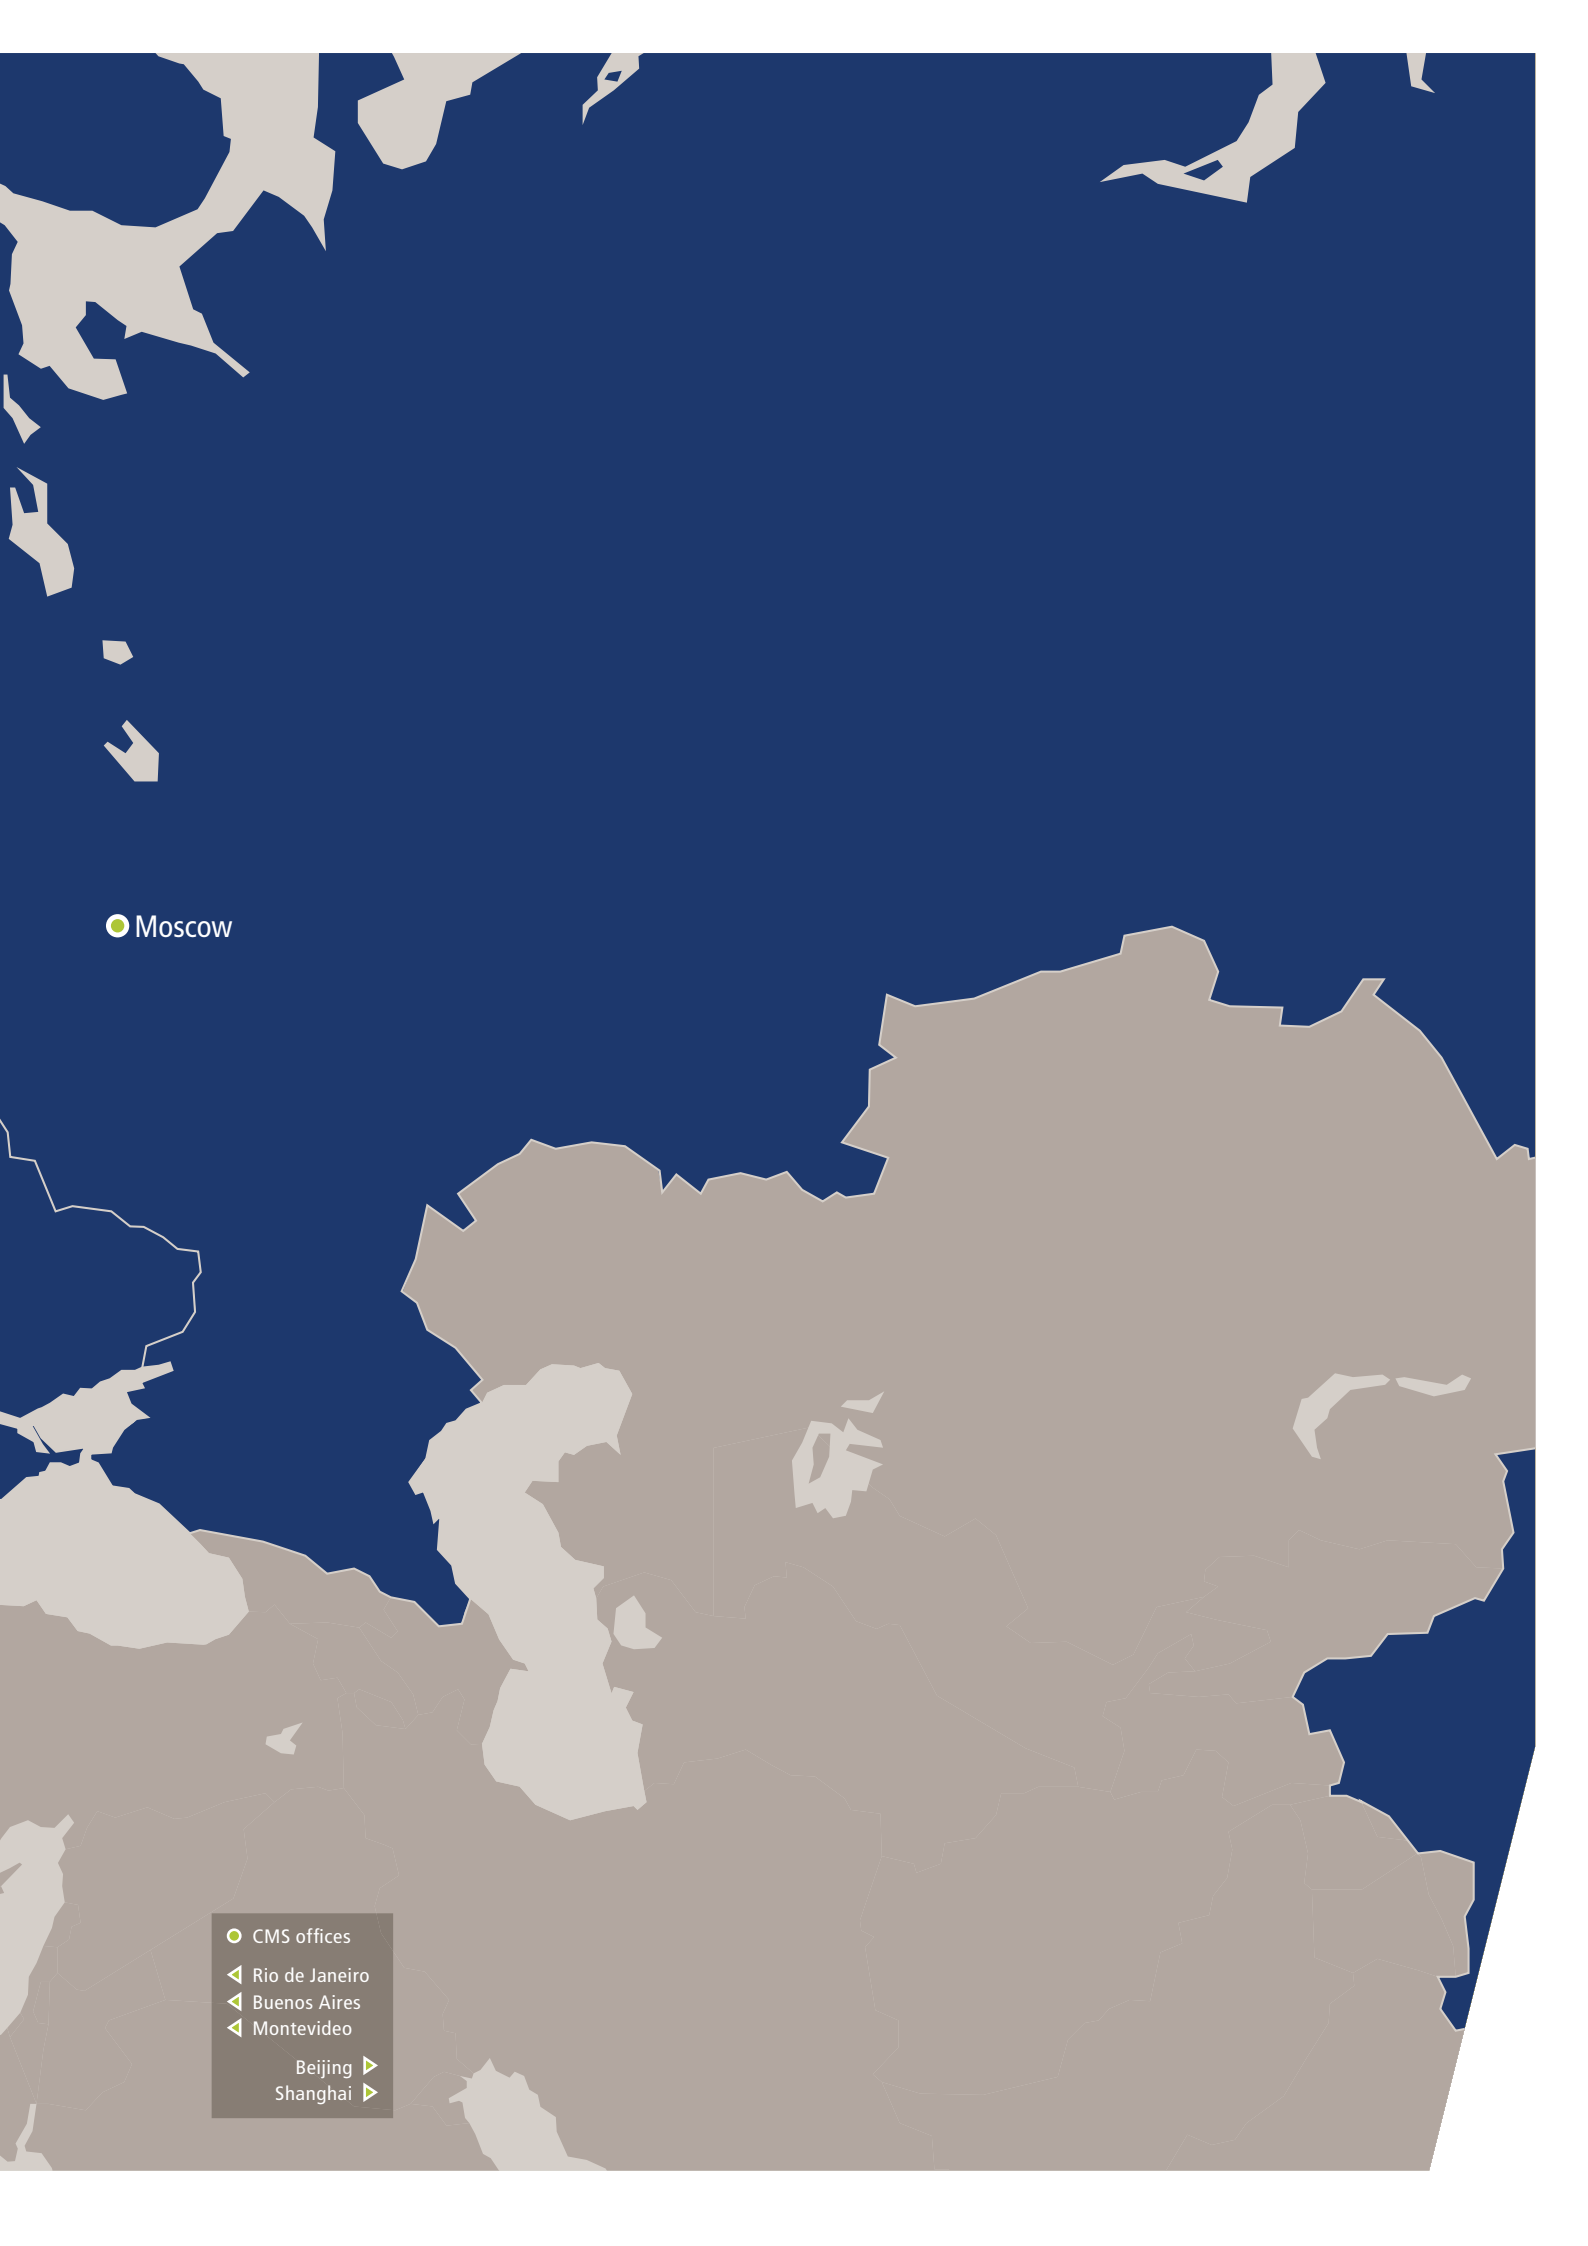 Moscow
CMS offices
Rio de Janeiro
Buenos Aires
Montevideo
Beijing
Shanghai